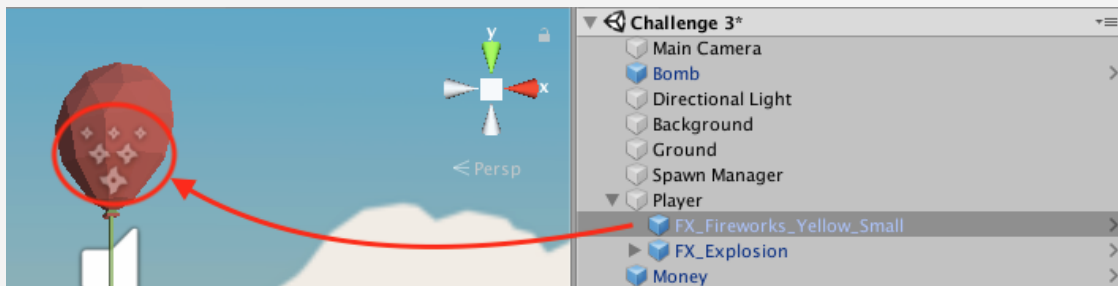 y
x
Persp
Challenge 3*
Main Camera
Bomb
Directional Light
Background
Ground
Spawn Manager
Player
FX_Fireworks_Yellow_Small
FX_Explosion
Money